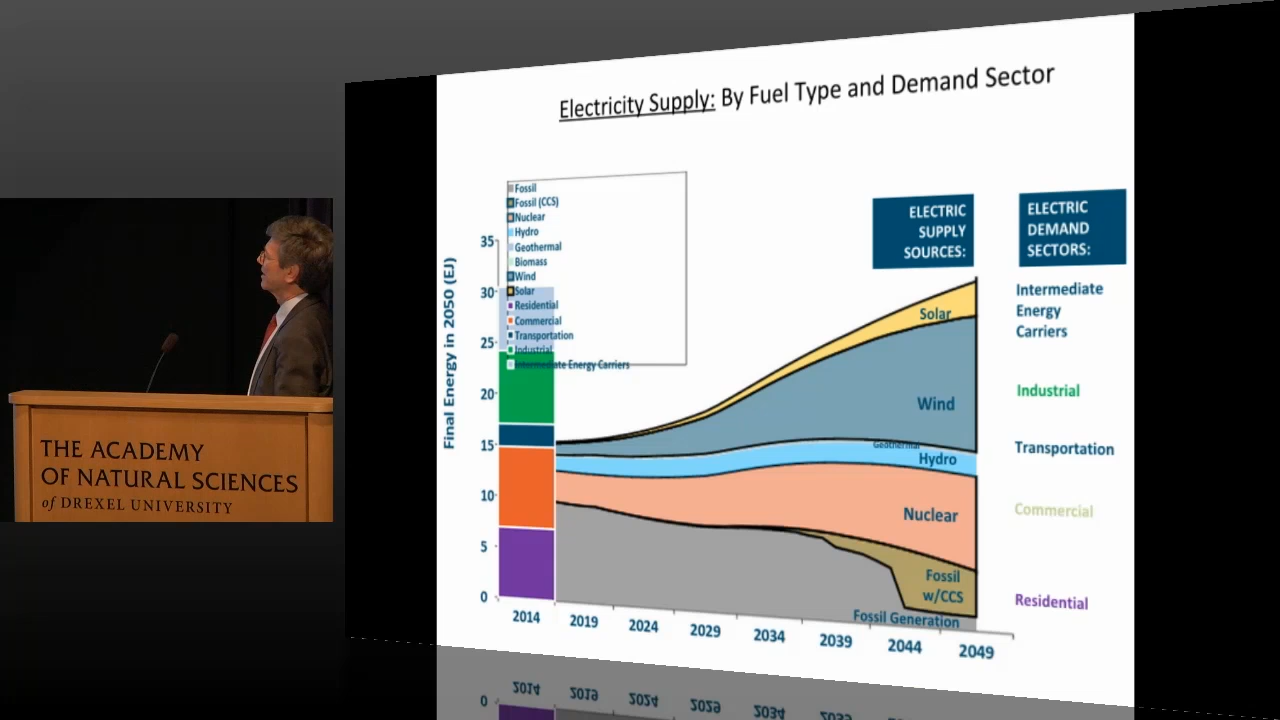 Electricity Supply: By Fuel Type and Demand Sector
Fossil
Fossil (CCS)
Nuclear
Hydro
Geothermal
Biomass
Wind
Solar
Residential
Commercial
Transportation
Industrial
Intermediate Energy Carriers
Final Energy in 2050 (EJ)
35
30
25
20
15
10
5
0
2014
2019
2024
2029
2034
2039
2044
2049
ELECTRIC
SUPPLY
SOURCES:
Solar
Wind
Geothermal
Hydro
Nuclear
Fossil
w/CCS
Fossil Generation
ELECTRIC
DEMAND
SECTORS:
Intermediate
Energy
Carriers
Industrial
Transportation
Commercial
Residential
THE ACADEMY
OF NATURAL SCIENCES
of DREXEL UNIVERSITY